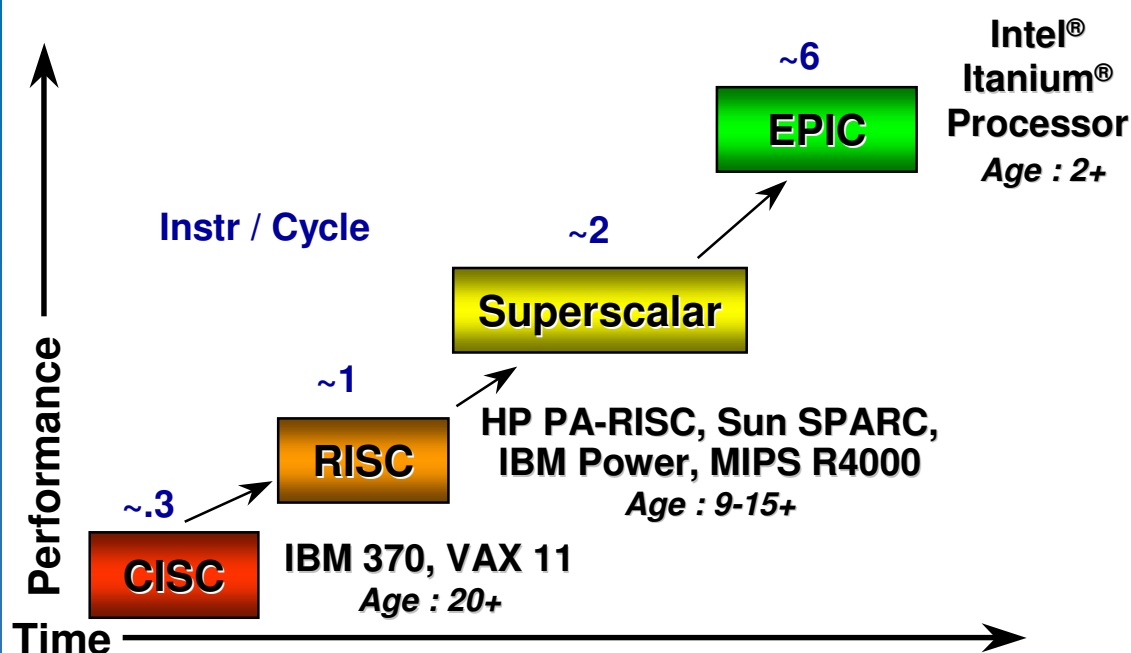 Intel®
Itanium®
Processor
Age : 2+
~6
EPIC
Instr / Cycle
~2
Superscalar
~1
RISC
HP PA-RISC, Sun SPARC,
IBM Power, MIPS R4000
Age : 9-15+
~.3
CISC
IBM 370, VAX 11
Age : 20+
Performance
Time